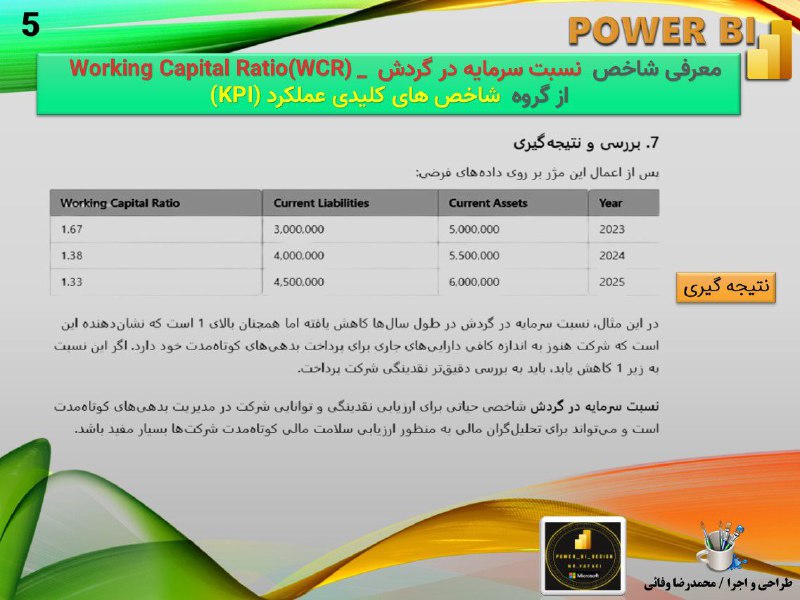 5
POWER BI
معرفی شاخص نسبت سرمایه در گردش _ Working Capital Ratio(WCR)
از گروه شاخص های کلیدی عملکرد (KPI)
7. بررسی و نتیجه‌گیری
پس از اعمال این مژر بر روی داده‌های فرضی:
Working Capital Ratio Current Liabilities Current Assets Year
1.67 3,000,000 5,000,000 2023
1.38 4,000,000 5,500,000 2024
1.33 4,500,000 6,000,000 2025
نتیجه گیری
در این مثال، نسبت سرمایه در گردش در طول سال‌ها کاهش یافته اما همچنان بالای 1 است که نشان‌دهنده این
است که شرکت هنوز به اندازه کافی دارایی‌های جاری برای پرداخت بدهی‌های کوتاه‌مدت خود دارد. اگر این نسبت
به زیر 1 کاهش یابد، باید به بررسی دقیق‌تر نقدینگی شرکت پرداخت.
نسبت سرمایه در گردش شاخصی حیاتی برای ارزیابی نقدینگی و توانایی شرکت در مدیریت بدهی‌های کوتاه‌مدت
است و می‌تواند برای تحلیل‌گران مالی به منظور ارزیابی سلامت مالی کوتاه‌مدت شرکت‌ها بسیار مفید باشد.
POWER_BI_DESIGN
MR.VAFAEI
Microsoft
طراحی و اجرا / محمدرضا وفائی